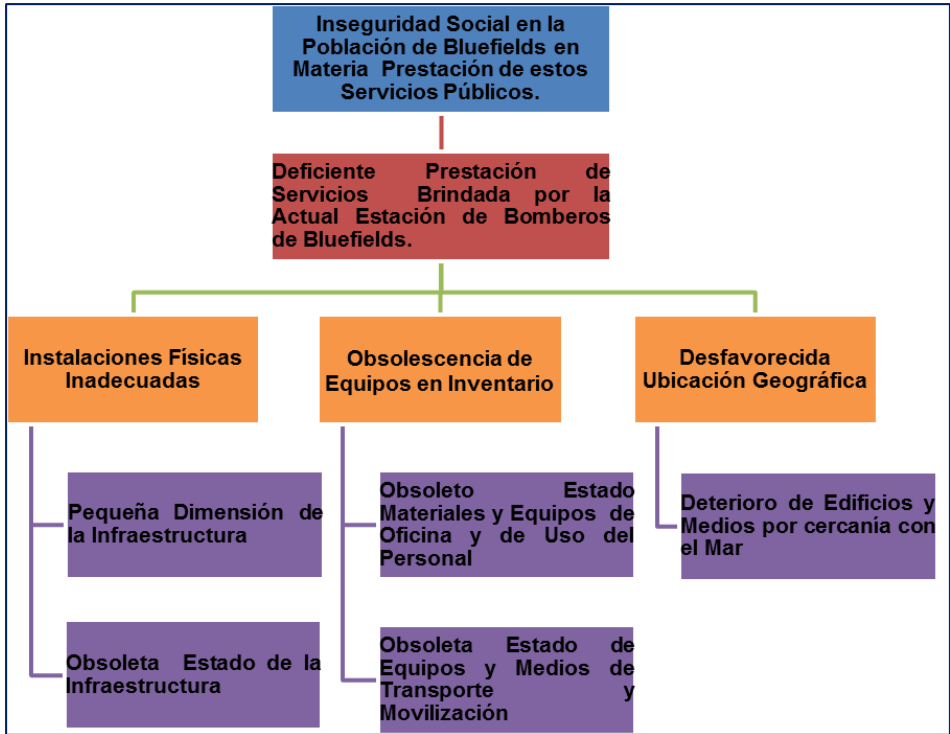 Inseguridad Social en la
Población de Bluefields en
Materia Prestación de estos
Servicios Públicos.
Deficiente Prestación de
Servicios Brindada por la
Actual Estación de Bomberos
de Bluefields.
Instalaciones Físicas
Inadecuadas
Obsolescencia de
Equipos en Inventario
Desfavorecida
Ubicación Geográfica
Pequeña Dimensión de
la Infraestructura
Obsoleto Estado
Materiales y Equipos de
Oficina y de Uso del
Personal
Deterioro de Edificios y
Medios por cercanía con
el Mar
Obsoleta Estado de la
Infraestructura
Obsoleta Estado de
Equipos y Medios de
Transporte y
Movilización